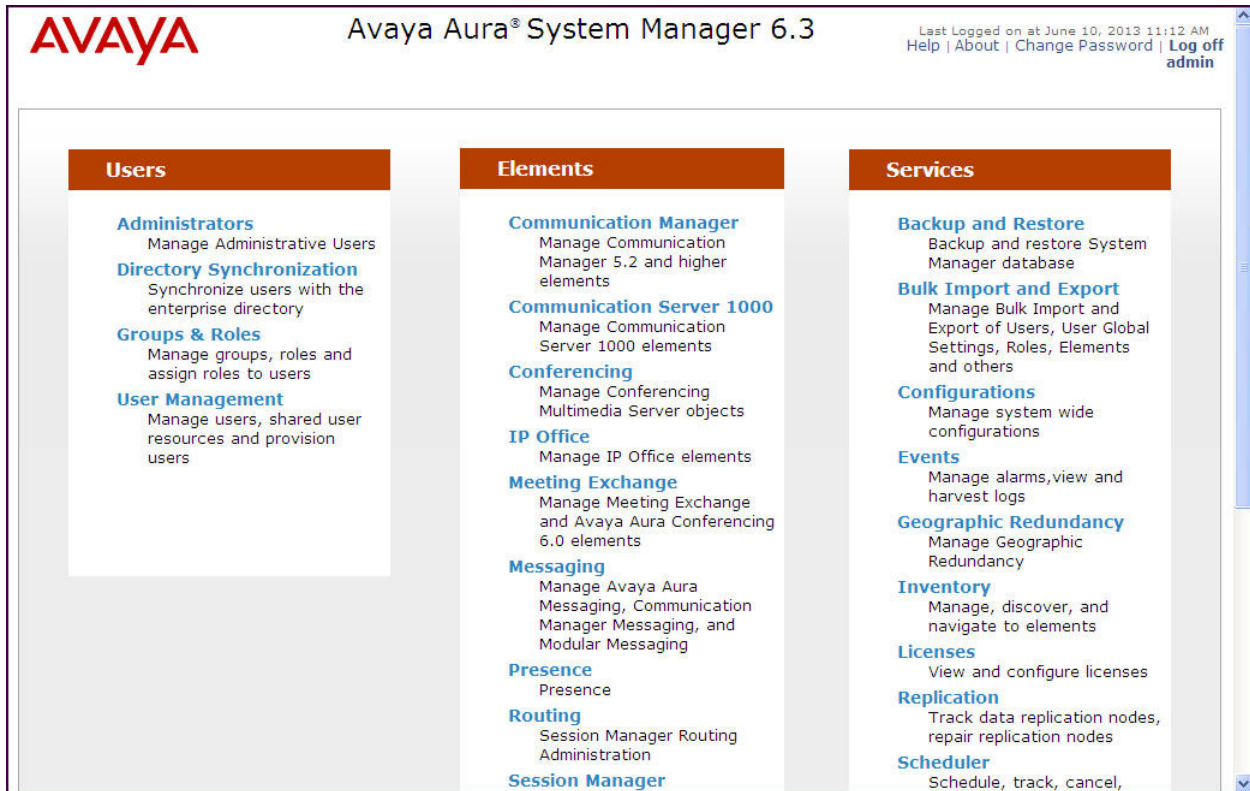 AVAYA
Avaya Aura® System Manager 6.3
Last Logged on at June 10, 2013 11:12 AM
Help | About | Change Password | Log off
admin
Users
Administrators
Manage Administrative Users
Directory Synchronization
Synchronize users with the
enterprise directory
Groups & Roles
Manage groups, roles and
assign roles to users
User Management
Manage users, shared user
resources and provision
users
Elements
Communication Manager
Manage Communication
Manager 5.2 and higher
elements
Communication Server 1000
Manage Communication
Server 1000 elements
Conferencing
Manage Conferencing
Multimedia Server objects
IP Office
Manage IP Office elements
Meeting Exchange
Manage Meeting Exchange
and Avaya Aura Conferencing
6.0 elements
Messaging
Manage Avaya Aura
Messaging, Communication
Manager Messaging, and
Modular Messaging
Presence
Presence
Routing
Session Manager Routing
Administration
Session Manager
Services
Backup and Restore
Backup and restore System
Manager database
Bulk Import and Export
Manage Bulk Import and
Export of Users, User Global
Settings, Roles, Elements
and others
Configurations
Manage system wide
configurations
Events
Manage alarms,view and
harvest logs
Geographic Redundancy
Manage Geographic
Redundancy
Inventory
Manage, discover, and
navigate to elements
Licenses
View and configure licenses
Replication
Track data replication nodes,
repair replication nodes
Scheduler
Schedule, track, cancel,